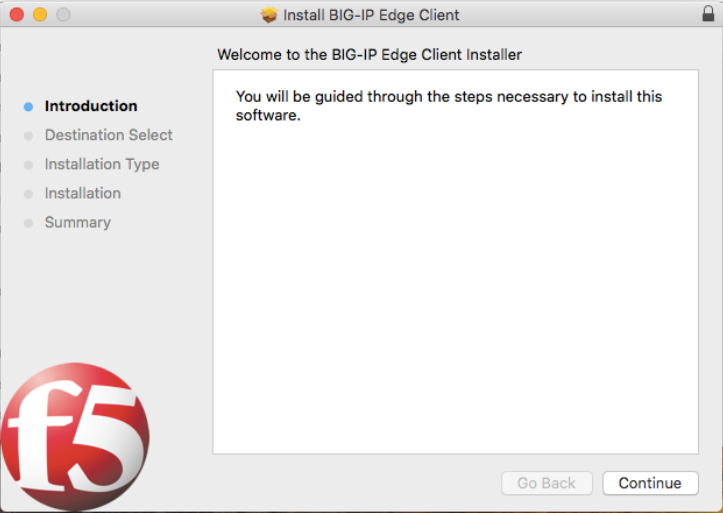 Install BIG-IP Edge Client
Welcome to the BIG-IP Edge Client Installer
Introduction
Destination Select
Installation Type
Installation
Summary
You will be guided through the steps necessary to install this
software.
f5
Go Back
Continue